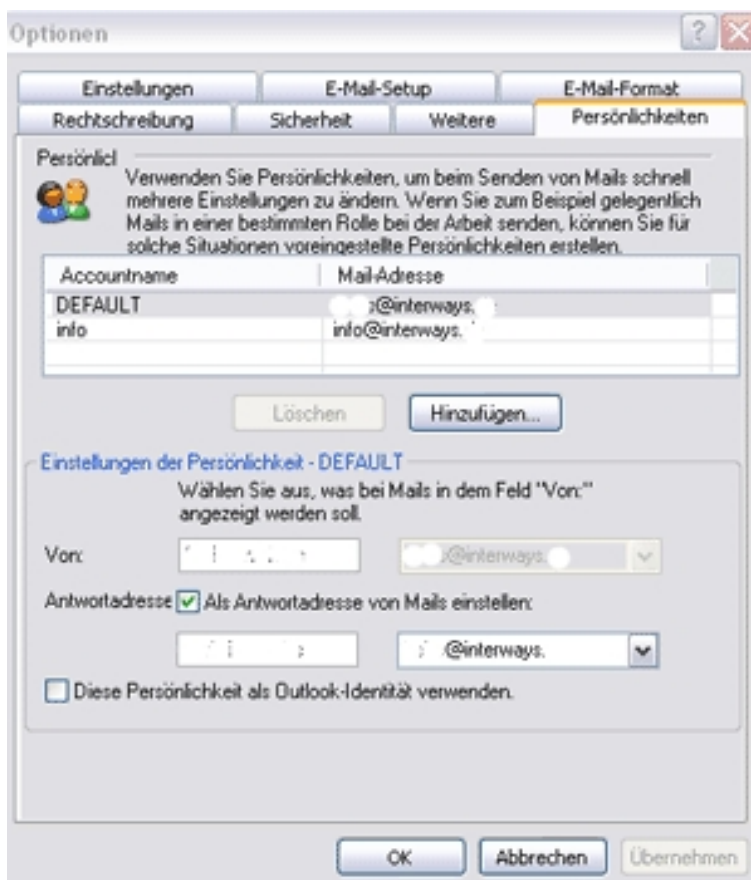 Optionen
Einstellungen E-Mail-Setup E-Mail-Format
Rechtschreibung Sicherheit Weitere Persönlichkeiten
Persönlicl
Verwenden Sie Persönlichkeiten, um beim Senden von Mails schnell
mehrere Einstellungen zu ändern. Wenn Sie zum Beispiel gelegentlich
Mails in einer bestimmten Rolle bei der Arbeit senden, können Sie für
solche Situationen voreingestellte Persönlichkeiten erstellen.
Accountname Mail-Adresse
DEFAULT @interways.
info info@interways.
Löschen Hinzufügen...
Einstellungen der Persönlichkeit - DEFAULT
Wählen Sie aus, was bei Mails in dem Feld "Von:"
angezeigt werden soll.
Von: @interways.
Antwortadresse Als Antwortadresse von Mails einstellen:
@interways.
Diese Persönlichkeit als Outlook-Identität verwenden.
OK Abbrechen Übernehmen